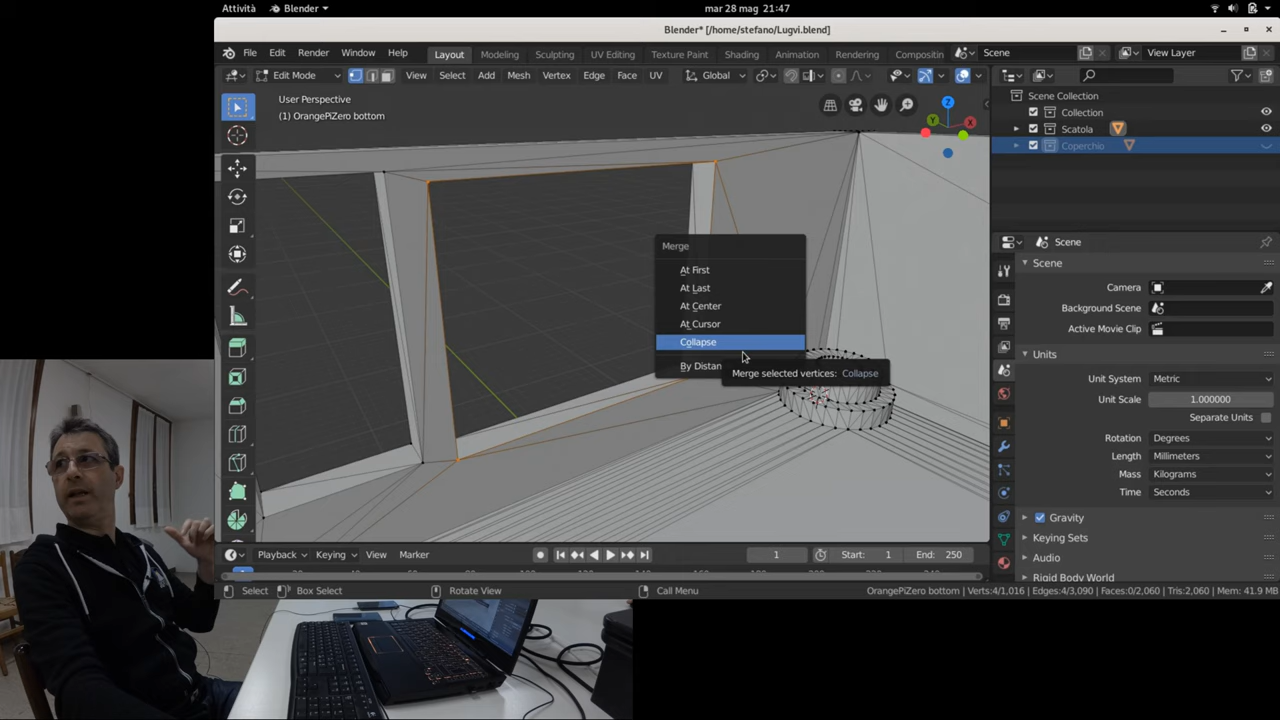 Attività Blender mar 28 mag 21:47
Blender* [/home/stefano/Lugvi.blend]
File Edit Render Window Help Layout Modeling Sculpting UV Editing Texture Paint Shading Animation Rendering Compositin Scene View Layer
Edit Mode View Select Add Mesh Vertex Edge Face UV Global
User Perspective
(1) OrangePiZero bottom
Scene Collection
Collection
Scatola
Coperchio
Merge
At First
At Last
At Center
At Cursor
Collapse
By Distan
Merge selected vertices: Collapse
Scene
Scene
Camera
Background Scene
Active Movie Clip
Units
Unit System Metric
Unit Scale 1.000000
Separate Units
Rotation Degrees
Length Millimeters
Mass Kilograms
Time Seconds
Gravity
Keying Sets
Audio
Rigid Body World
Playback Keying View Marker 1 Start: 1 End: 250
Select Box Select Rotate View Call Menu OrangePiZero bottom | Verts:4/1,016 | Edges:4/3,090 | Faces:0/2,060 | Tris:2,060 | Mem: 41.9 MB